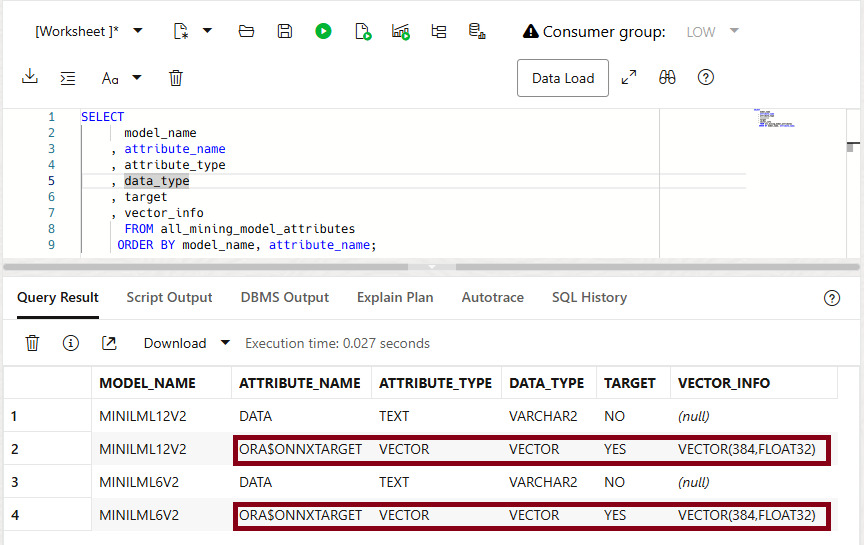 [Worksheet ]* Consumer group: LOW
Aa Data Load
1 SELECT
2 model_name
3 , attribute_name
4 , attribute_type
5 , data_type
6 , target
7 , vector_info
8 FROM all_mining_model_attributes
9 ORDER BY model_name, attribute_name;
Query Result Script Output DBMS Output Explain Plan Autotrace SQL History
Download Execution time: 0.027 seconds
MODEL_NAME ATTRIBUTE_NAME ATTRIBUTE_TYPE DATA_TYPE TARGET VECTOR_INFO
1 MINILML12V2 DATA TEXT VARCHAR2 NO (null)
2 MINILML12V2 ORA$ONNXTARGET VECTOR VECTOR YES VECTOR(384,FLOAT32)
3 MINILML6V2 DATA TEXT VARCHAR2 NO (null)
4 MINILML6V2 ORA$ONNXTARGET VECTOR VECTOR YES VECTOR(384,FLOAT32)